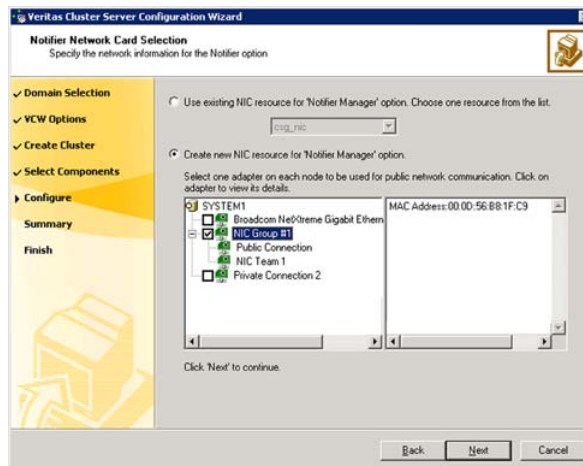 Veritas Cluster Server Configuration Wizard
Notifier Network Card Selection
Specify the network information for the Notifier option
Domain Selection
VCW Options
Create Cluster
Select Components
Configure
Summary
Finish
Use existing NIC resource for 'Notifier Manager' option. Choose one resource from the list.
csg_nic
Create new NIC resource for 'Notifier Manager' option.
Select one adapter on each node to be used for public network communication. Click on
adapter to view its details.
SYSTEM1
Broadcom NetXtreme Gigabit Ethern
NIC Group #1
Public Connection
NIC Team 1
Private Connection 2
MAC Address:00:0D:56:B8:1F:C9
Click 'Next' to continue.
Back
Next
Cancel